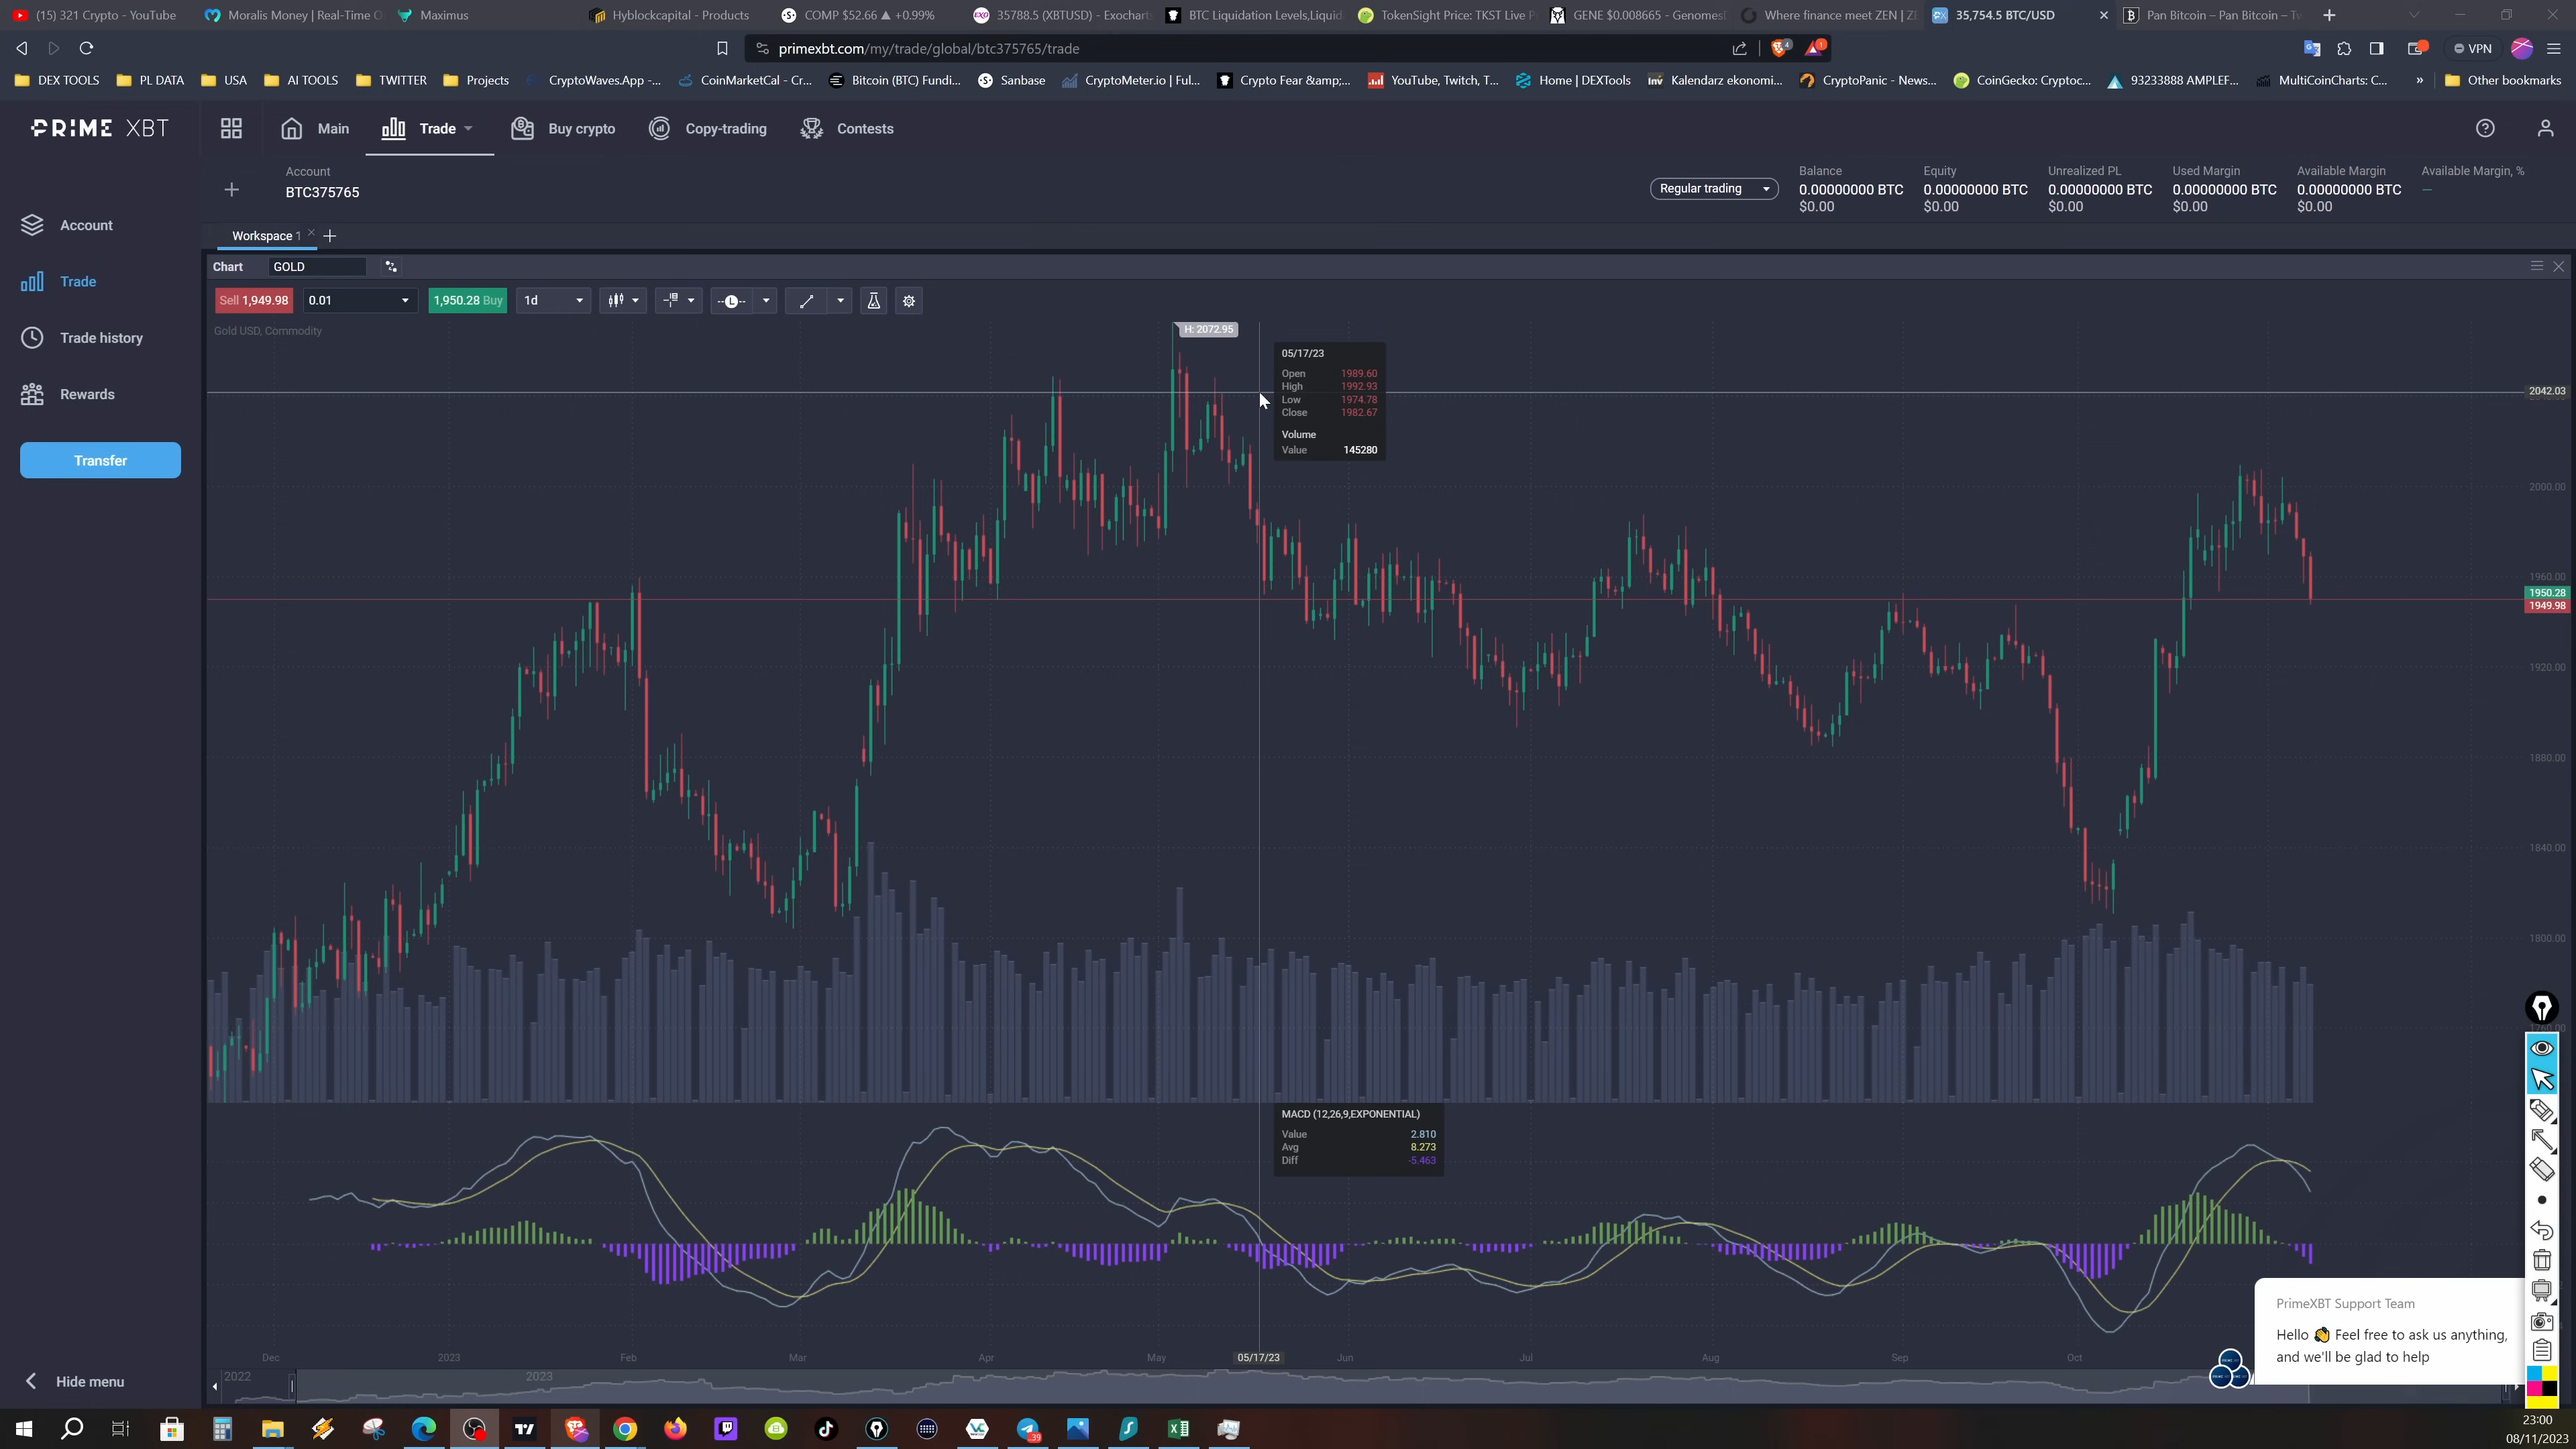 (15) 321 Crypto - YouTube
Moralis Money | Real-Time O
Maximus
Hyblockcapital - Products
COMP $52.66 ▲ +0.99%
35788.5 (XBTUSD) - Exochart
BTC Liquidation Levels,Liquid
TokenSight Price: TKST Live P
GENE $0.008665 - Genomes
Where finance meet ZEN | Z
35,754.5 BTC/USD
Pan Bitcoin – Pan Bitcoin – Tw
primexbt.com/my/trade/global/btc375765/trade
VPN
DEX TOOLS
PL DATA
USA
AI TOOLS
TWITTER
Projects
CryptoWaves.App -...
CoinMarketCal - Cr...
Bitcoin (BTC) Fundi...
Sanbase
CryptoMeter.io | Ful...
Crypto Fear &amp;...
YouTube, Twitch, T...
Home | DEXTools
Kalendarz ekonomi...
CryptoPanic - News...
CoinGecko: Cryptoc...
93233888 AMPLEF...
MultiCoinCharts: C...
»
Other bookmarks
PRIME XBT
Main
Trade
Buy crypto
Copy-trading
Contests
Account
BTC375765
Regular trading
Balance
0.00000000 BTC
$0.00
Equity
0.00000000 BTC
$0.00
Unrealized PL
0.00000000 BTC
$0.00
Used Margin
0.00000000 BTC
$0.00
Available Margin
0.00000000 BTC
$0.00
Available Margin, %
—
Account
Trade
Trade history
Rewards
Transfer
Hide menu
Workspace 1
Chart
GOLD
Sell 1,949.98
0.01
1,950.28 Buy
1d
Gold USD, Commodity
H: 2072.95
05/17/23
Open 1989.60
High 1992.93
Low 1974.78
Close 1982.67
Volume
Value 145280
2042.03
2000.00
1960.00
1950.28
1949.98
1920.00
1880.00
1840.00
1800.00
1760.00
MACD (12,26,9,EXPONENTIAL)
Value 2.810
Avg 8.273
Diff -5.463
Dec
2023
Feb
Mar
Apr
May
05/17/23
Jun
Jul
Aug
Sep
Oct
2022
2023
PrimeXBT Support Team
Hello 👋 Feel free to ask us anything,
and we'll be glad to help
23:00
08/11/2023